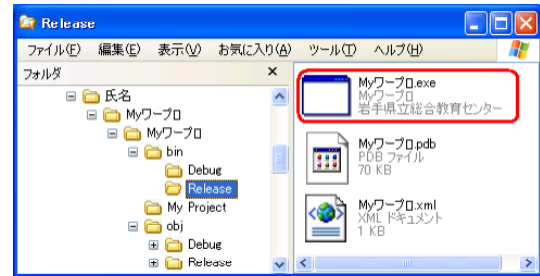 Release
ファイル(F) 編集(E) 表示(V) お気に入り(A) ツール(T) ヘルプ(H)
フォルダ
氏名
Myワープロ
Myワープロ
bin
Debug
Release
My Project
obj
Debug
Release
Myワープロ.exe
Myワープロ
岩手県立総合教育センター
Myワープロ.pdb
PDB ファイル
70 KB
Myワープロ.xml
XML ドキュメント
1 KB